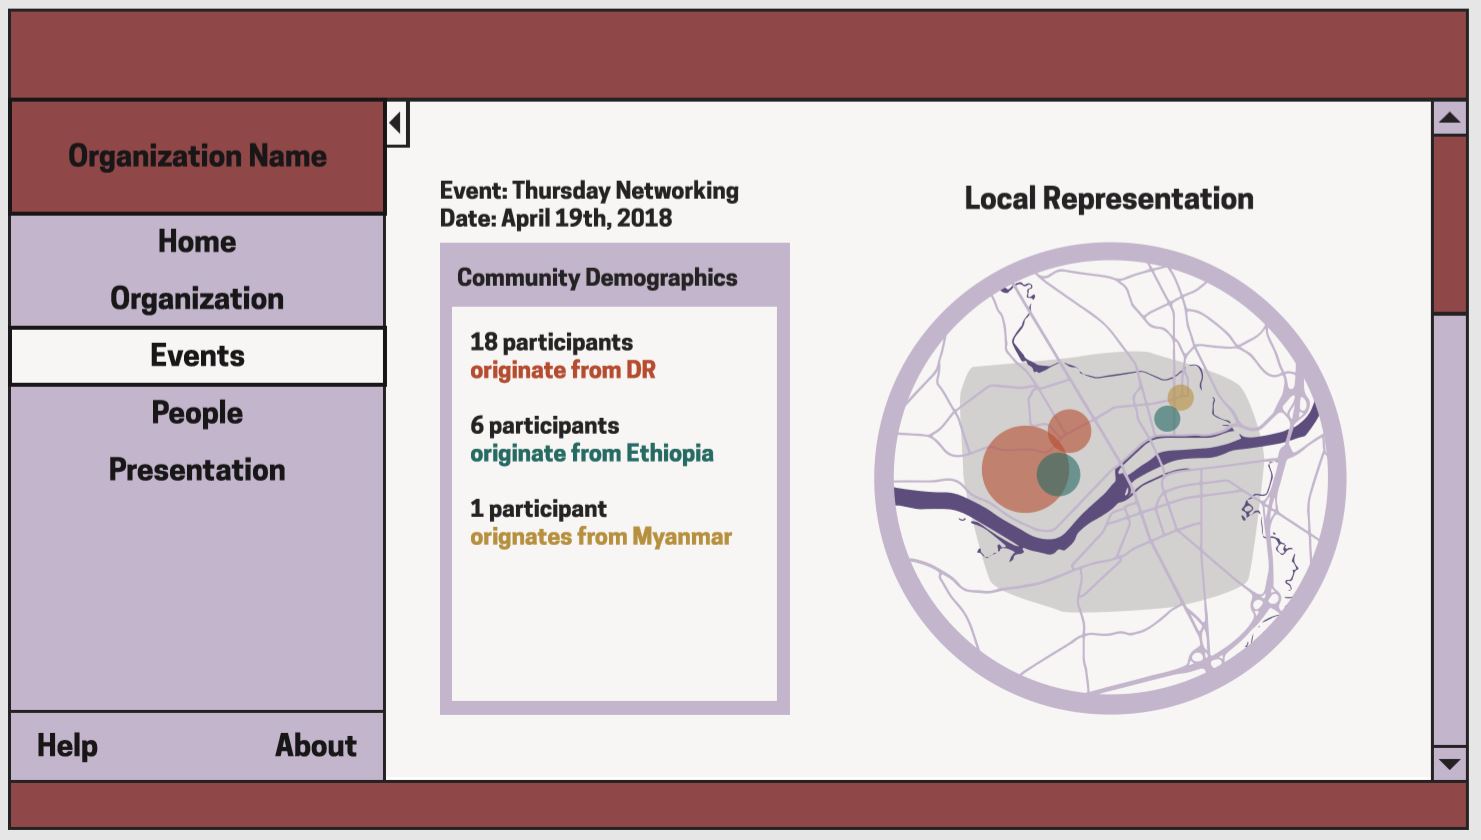 Organization Name
Home
Organization
Events
People
Presentation
Help
About
Event: Thursday Networking
Date: April 19th, 2018
Community Demographics
18 participants
originate from DR
6 participants
originate from Ethiopia
1 participant
orignates from Myanmar
Local Representation